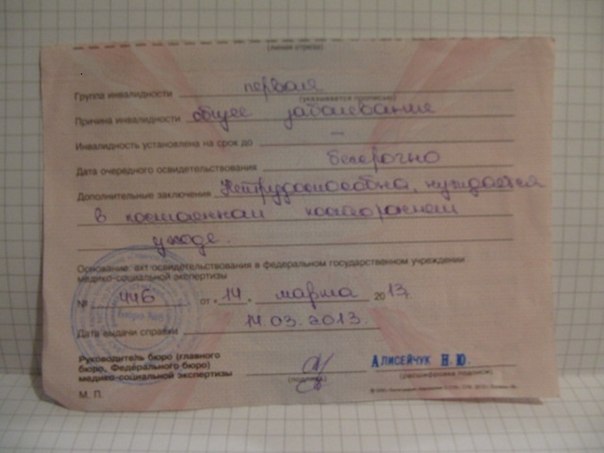 (линия отреза)
Группа инвалидности первая
(указывается прописью)
Причина инвалидности общее заболевание
Инвалидность установлена на срок до —
Дата очередного освидетельствования бессрочно
Дополнительные заключения Нетрудоспособна, нуждается
в постоянном постороннем
уходе.
Основание: акт освидетельствования в федеральном государственном учреждении
медико-социальной экспертизы
№ 446 от «14» марта 2013
Дата выдачи справки 14.03.2013.
Руководитель бюро (главного
бюро, Федерального бюро)
медико-социальной экспертизы
(подпись)
Алисейчук Н.Ю.
(расшифровка подписи)
М. П.